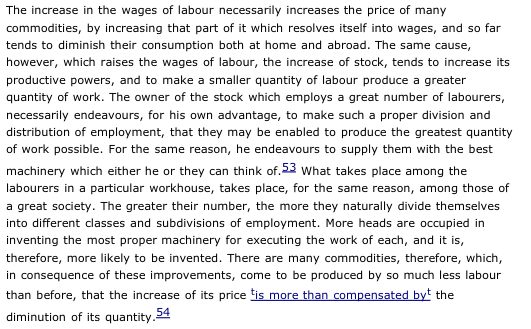 The increase in the wages of labour necessarily increases the price of many
commodities, by increasing that part of it which resolves itself into wages, and so far
tends to diminish their consumption both at home and abroad. The same cause,
however, which raises the wages of labour, the increase of stock, tends to increase its
productive powers, and to make a smaller quantity of labour produce a greater
quantity of work. The owner of the stock which employs a great number of labourers,
necessarily endeavours, for his own advantage, to make such a proper division and
distribution of employment, that they may be enabled to produce the greatest quantity
of work possible. For the same reason, he endeavours to supply them with the best
machinery which either he or they can think of.53 What takes place among the
labourers in a particular workhouse, takes place, for the same reason, among those of
a great society. The greater their number, the more they naturally divide themselves
into different classes and subdivisions of employment. More heads are occupied in
inventing the most proper machinery for executing the work of each, and it is,
therefore, more likely to be invented. There are many commodities, therefore, which,
in consequence of these improvements, come to be produced by so much less labour
than before, that the increase of its price tis more than compensated byt the
diminution of its quantity.54